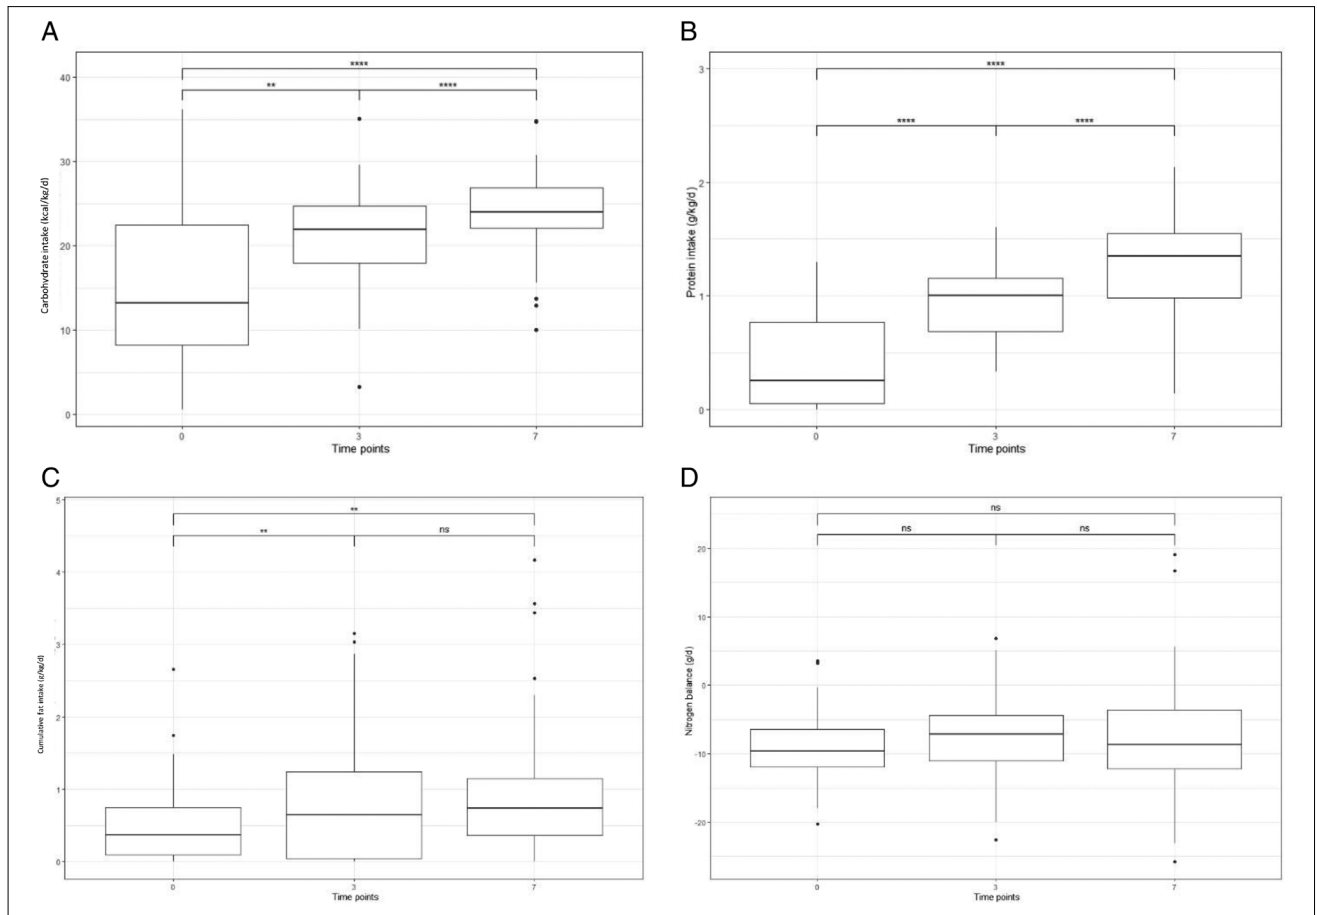 A
****
** ****
40
30
20
10
0
Carbohydrate intake (kcal/kg/d)
0 3 7
Time points
B
****
**** ****
3
2
1
0
Protein intake (g/kg/d)
0 3 7
Time points
C
**
** ns
5
4
3
2
1
0
Cumulative fat intake (g/kg/d)
0 3 7
Time points
D
ns
ns ns
20
10
0
-10
-20
Nitrogen balance (g/d)
0 3 7
Time points